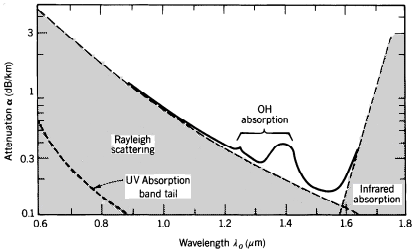 3
1
0.3
0.1
Attenuation α (dB/km)
OH
absorption
Rayleigh
scattering
UV Absorption
band tail
Infrared
absorption
0.6 0.8 1.0 1.2 1.4 1.6 1.8
Wavelength λo (μm)